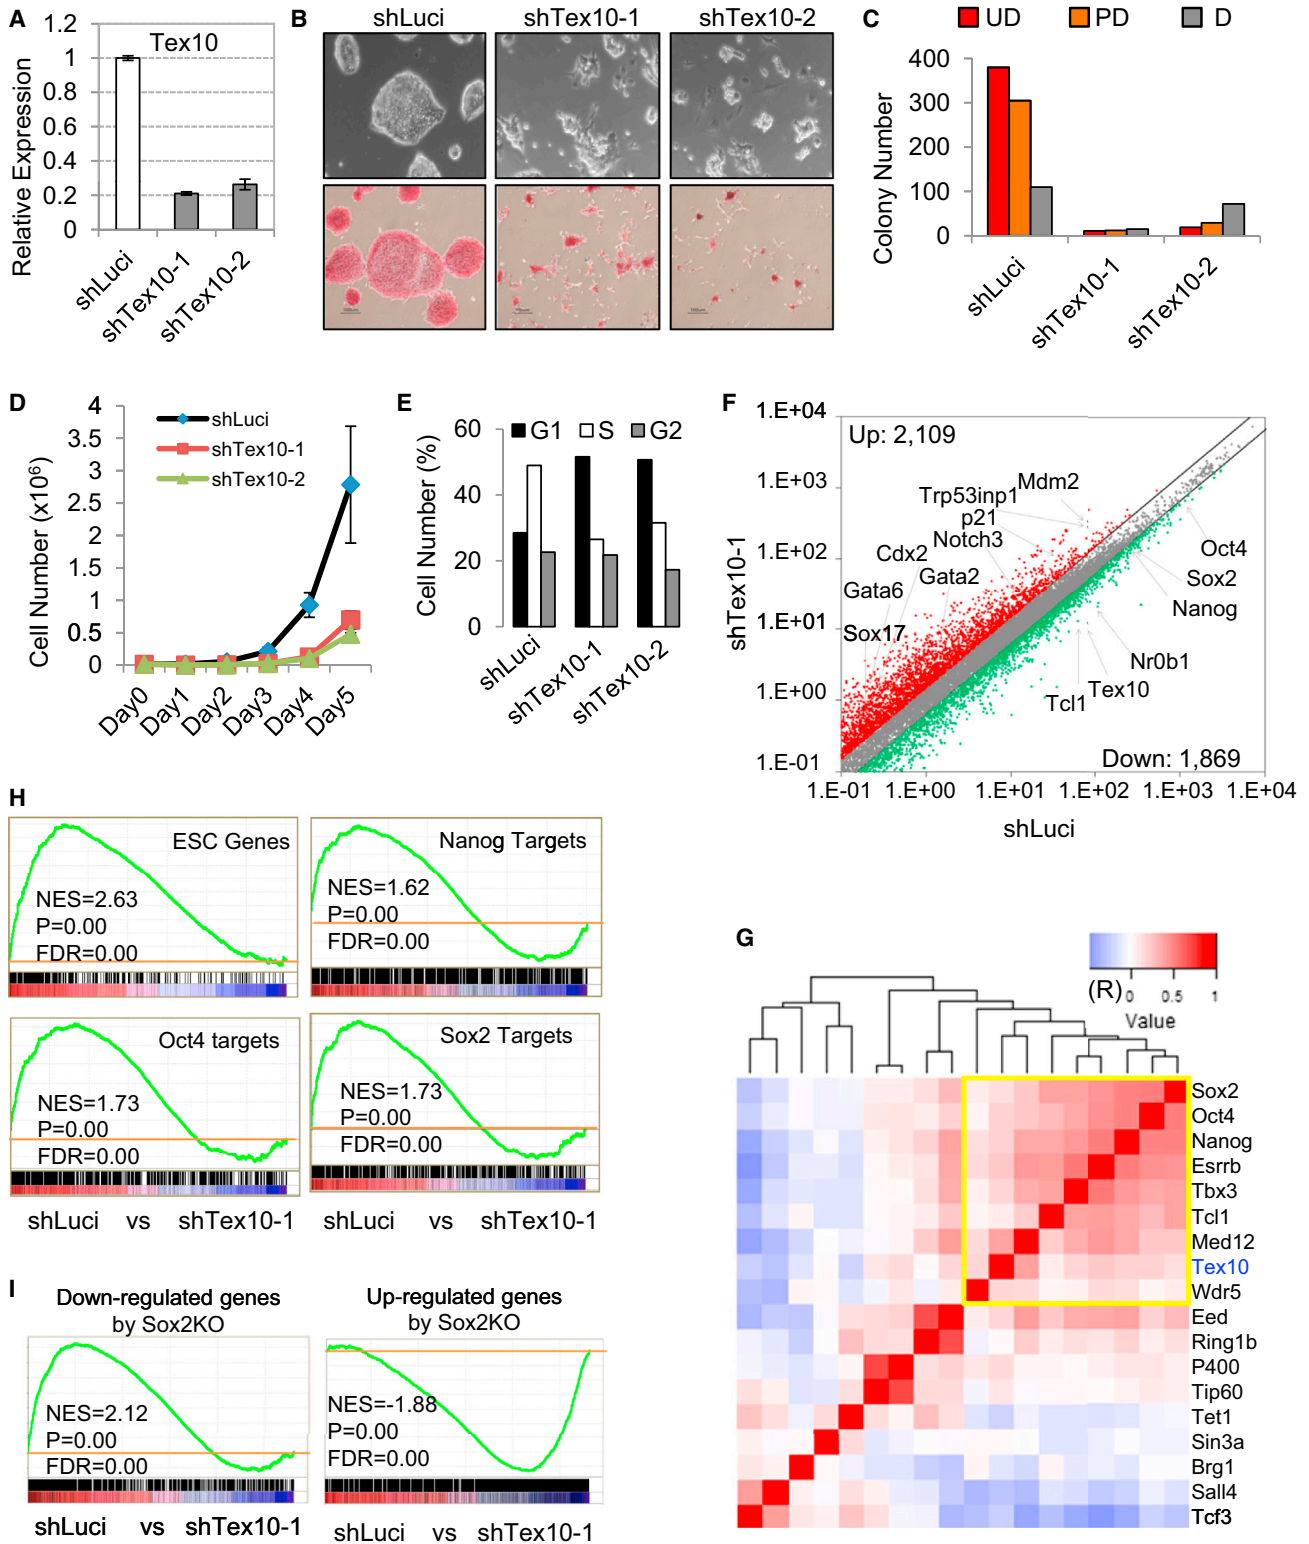 A
1.2
1
0.8
0.6
0.4
0.2
0
Relative Expression
Tex10
shLuci
shTex10-1
shTex10-2
B
shLuci
shTex10-1
shTex10-2
C
UD
PD
D
400
300
200
100
0
Colony Number
shLuci
shTex10-1
shTex10-2
D
4
3.5
3
2.5
2
1.5
1
0.5
0
Cell Number (x10⁶)
shLuci
shTex10-1
shTex10-2
Day0
Day1
Day2
Day3
Day4
Day5
E
60
40
20
0
Cell Number (%)
G1
S
G2
shLuci
shTex10-1
shTex10-2
F
1.E+04
1.E+03
1.E+02
1.E+01
1.E+00
1.E-01
shTex10-1
Up: 2,109
Mdm2
Trp53inp1
p21
Notch3
Cdx2
Gata2
Gata6
Sox17
Oct4
Sox2
Nanog
Nr0b1
Tex10
Tcl1
Down: 1,869
1.E-01
1.E+00
1.E+01
1.E+02
1.E+03
1.E+04
shLuci
H
ESC Genes
NES=2.63
P=0.00
FDR=0.00
Nanog Targets
NES=1.62
P=0.00
FDR=0.00
Oct4 targets
NES=1.73
P=0.00
FDR=0.00
Sox2 Targets
NES=1.73
P=0.00
FDR=0.00
shLuci vs shTex10-1
shLuci vs shTex10-1
G
(R)
0
0.5
1
Value
Sox2
Oct4
Nanog
Esrrb
Tbx3
Tcl1
Med12
Tex10
Wdr5
Eed
Ring1b
P400
Tip60
Tet1
Sin3a
Brg1
Sall4
Tcf3
I
Down-regulated genes
by Sox2KO
NES=2.12
P=0.00
FDR=0.00
shLuci vs shTex10-1
Up-regulated genes
by Sox2KO
NES=-1.88
P=0.00
FDR=0.00
shLuci vs shTex10-1